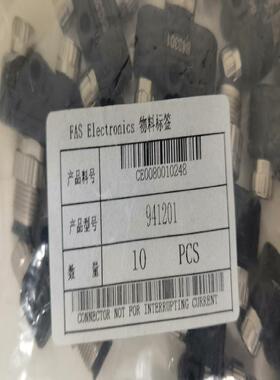 F&S Electronics 物料标签
产品料号 CE0080010248
产品型号 941201
数 量 10 PCS
CONNECTOR NOT FOR INTERRUPTING CURRENT